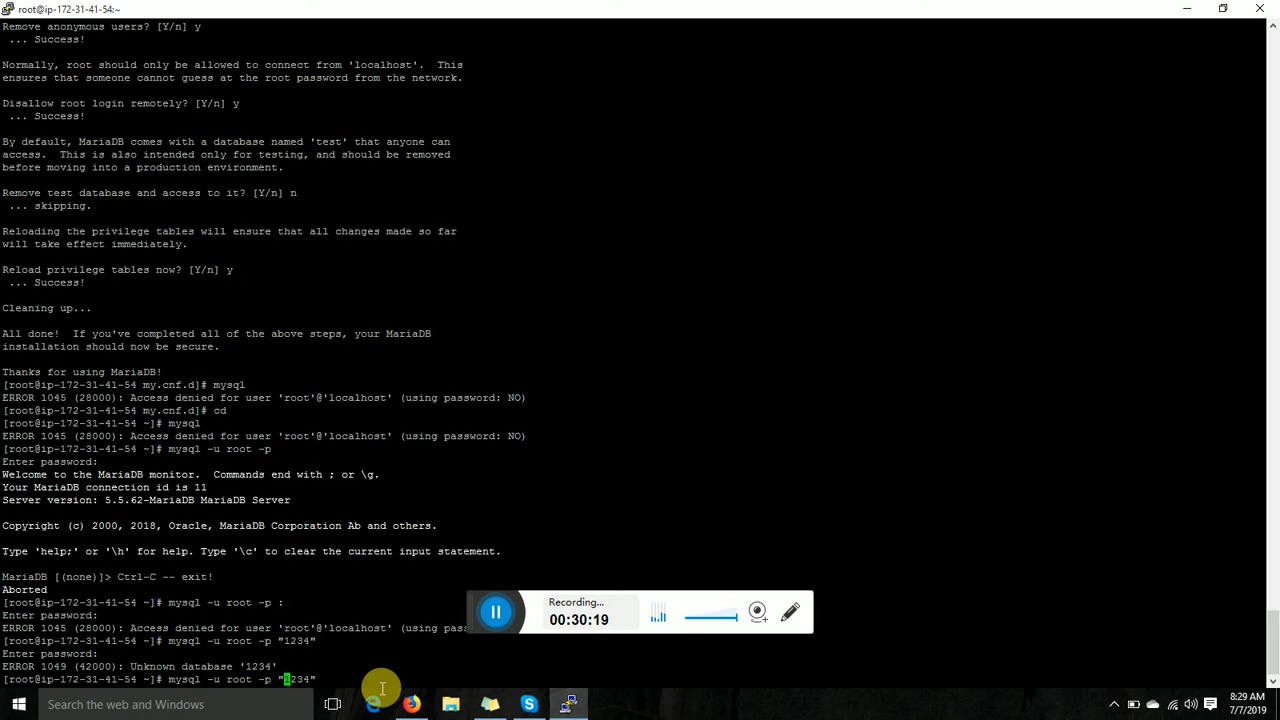 root@ip-172-31-41-54:~
Remove anonymous users? [Y/n] y
... Success!
Normally, root should only be allowed to connect from 'localhost'.  This
ensures that someone cannot guess at the root password from the network.
Disallow root login remotely? [Y/n] y
... Success!
By default, MariaDB comes with a database named 'test' that anyone can
access.  This is also intended only for testing, and should be removed
before moving into a production environment.
Remove test database and access to it? [Y/n] n
... skipping.
Reloading the privilege tables will ensure that all changes made so far
will take effect immediately.
Reload privilege tables now? [Y/n] y
... Success!
Cleaning up...
All done!  If you've completed all of the above steps, your MariaDB
installation should now be secure.
Thanks for using MariaDB!
[root@ip-172-31-41-54 my.cnf.d]# mysql
ERROR 1045 (28000): Access denied for user 'root'@'localhost' (using password: NO)
[root@ip-172-31-41-54 my.cnf.d]# cd
[root@ip-172-31-41-54 ~]# mysql
ERROR 1045 (28000): Access denied for user 'root'@'localhost' (using password: NO)
[root@ip-172-31-41-54 ~]# mysql -u root -p
Enter password:
Welcome to the MariaDB monitor.  Commands end with ; or \g.
Your MariaDB connection id is 11
Server version: 5.5.62-MariaDB MariaDB Server
Copyright (c) 2000, 2018, Oracle, MariaDB Corporation Ab and others.
Type 'help;' or '\h' for help. Type '\c' to clear the current input statement.
MariaDB [(none)]> Ctrl-C -- exit!
Aborted
[root@ip-172-31-41-54 ~]# mysql -u root -p :
Enter password:
ERROR 1045 (28000): Access denied for user 'root'@'localhost' (using pass
[root@ip-172-31-41-54 ~]# mysql -u root -p "1234"
Enter password:
ERROR 1049 (42000): Unknown database '1234'
[root@ip-172-31-41-54 ~]# mysql -u root -p "1234"
Recording...
00:30:19
Search the web and Windows
8:29 AM
7/7/2019